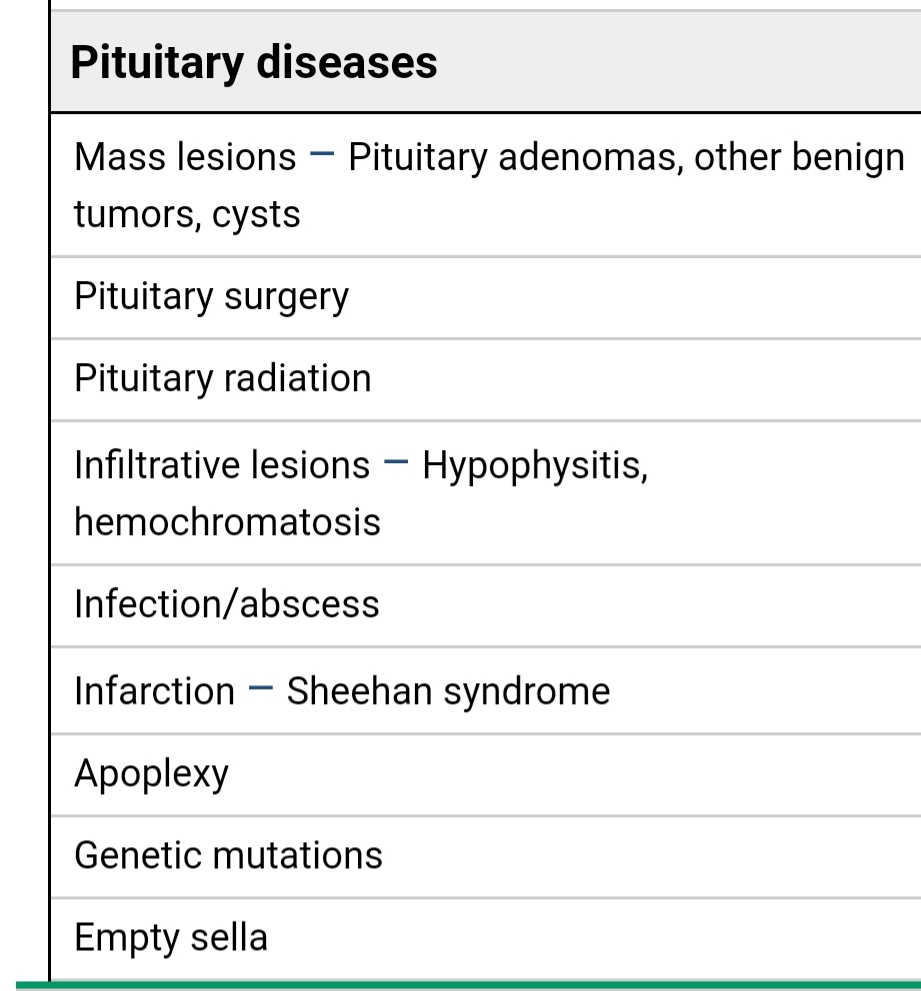 Pituitary diseases
Mass lesions – Pituitary adenomas, other benign
tumors, cysts
Pituitary surgery
Pituitary radiation
Infiltrative lesions – Hypophysitis,
hemochromatosis
Infection/abscess
Infarction – Sheehan syndrome
Apoplexy
Genetic mutations
Empty sella